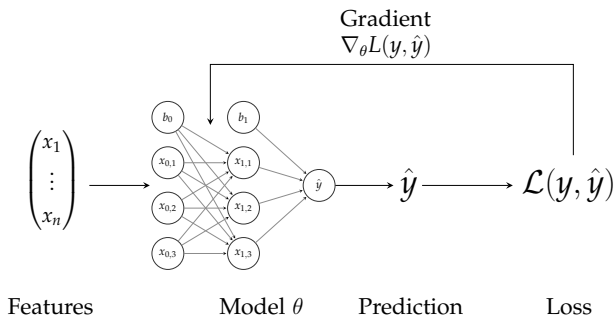 Gradient
∇θL(y, ŷ)
b₀
b₁
x₁
⋮
xₙ
x₀,₁
x₁,₁
x₀,₂
x₁,₂
x₀,₃
x₁,₃
ŷ
ŷ
ℒ(y, ŷ)
Features
Model θ
Prediction
Loss